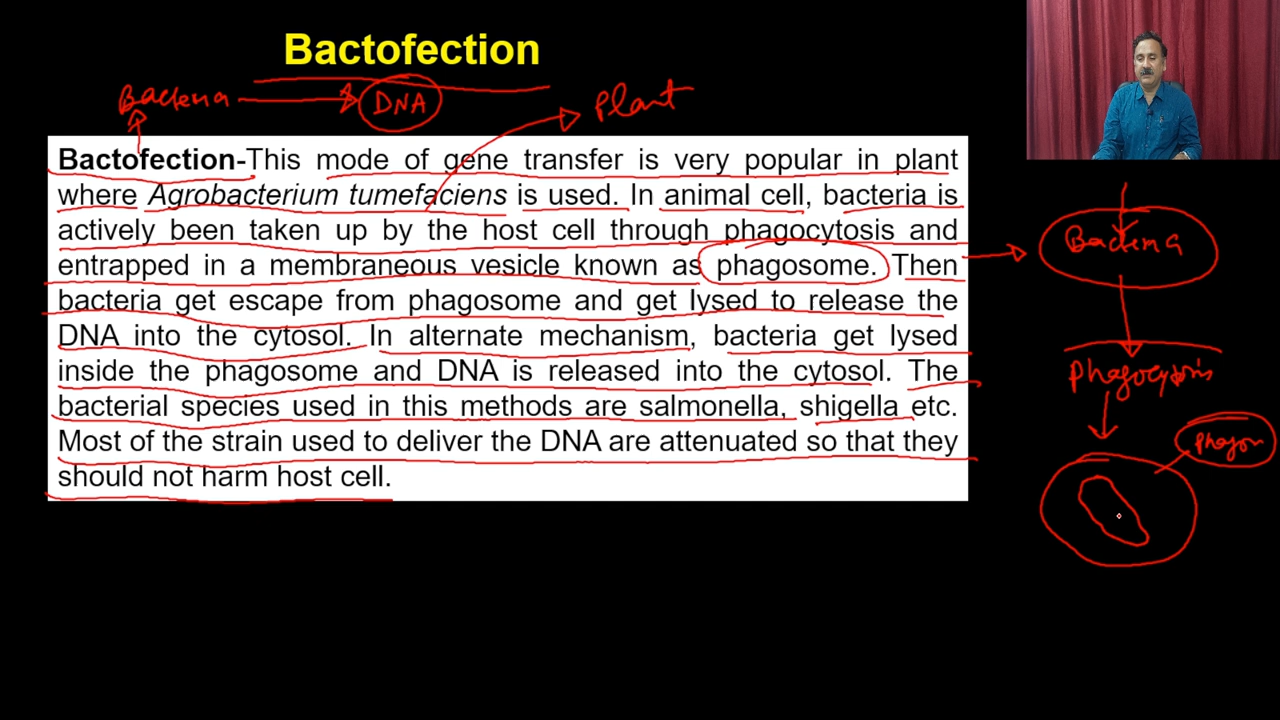 Bactofection
Bacteria
DNA
Plant
Bactofection-This mode of gene transfer is very popular in plant
where Agrobacterium tumefaciens is used. In animal cell, bacteria is
actively been taken up by the host cell through phagocytosis and
entrapped in a membraneous vesicle known as phagosome. Then
bacteria get escape from phagosome and get lysed to release the
DNA into the cytosol. In alternate mechanism, bacteria get lysed
inside the phagosome and DNA is released into the cytosol. The
bacterial species used in this methods are salmonella, shigella etc.
Most of the strain used to deliver the DNA are attenuated so that they
should not harm host cell.
Bacteria
Phagocytosis